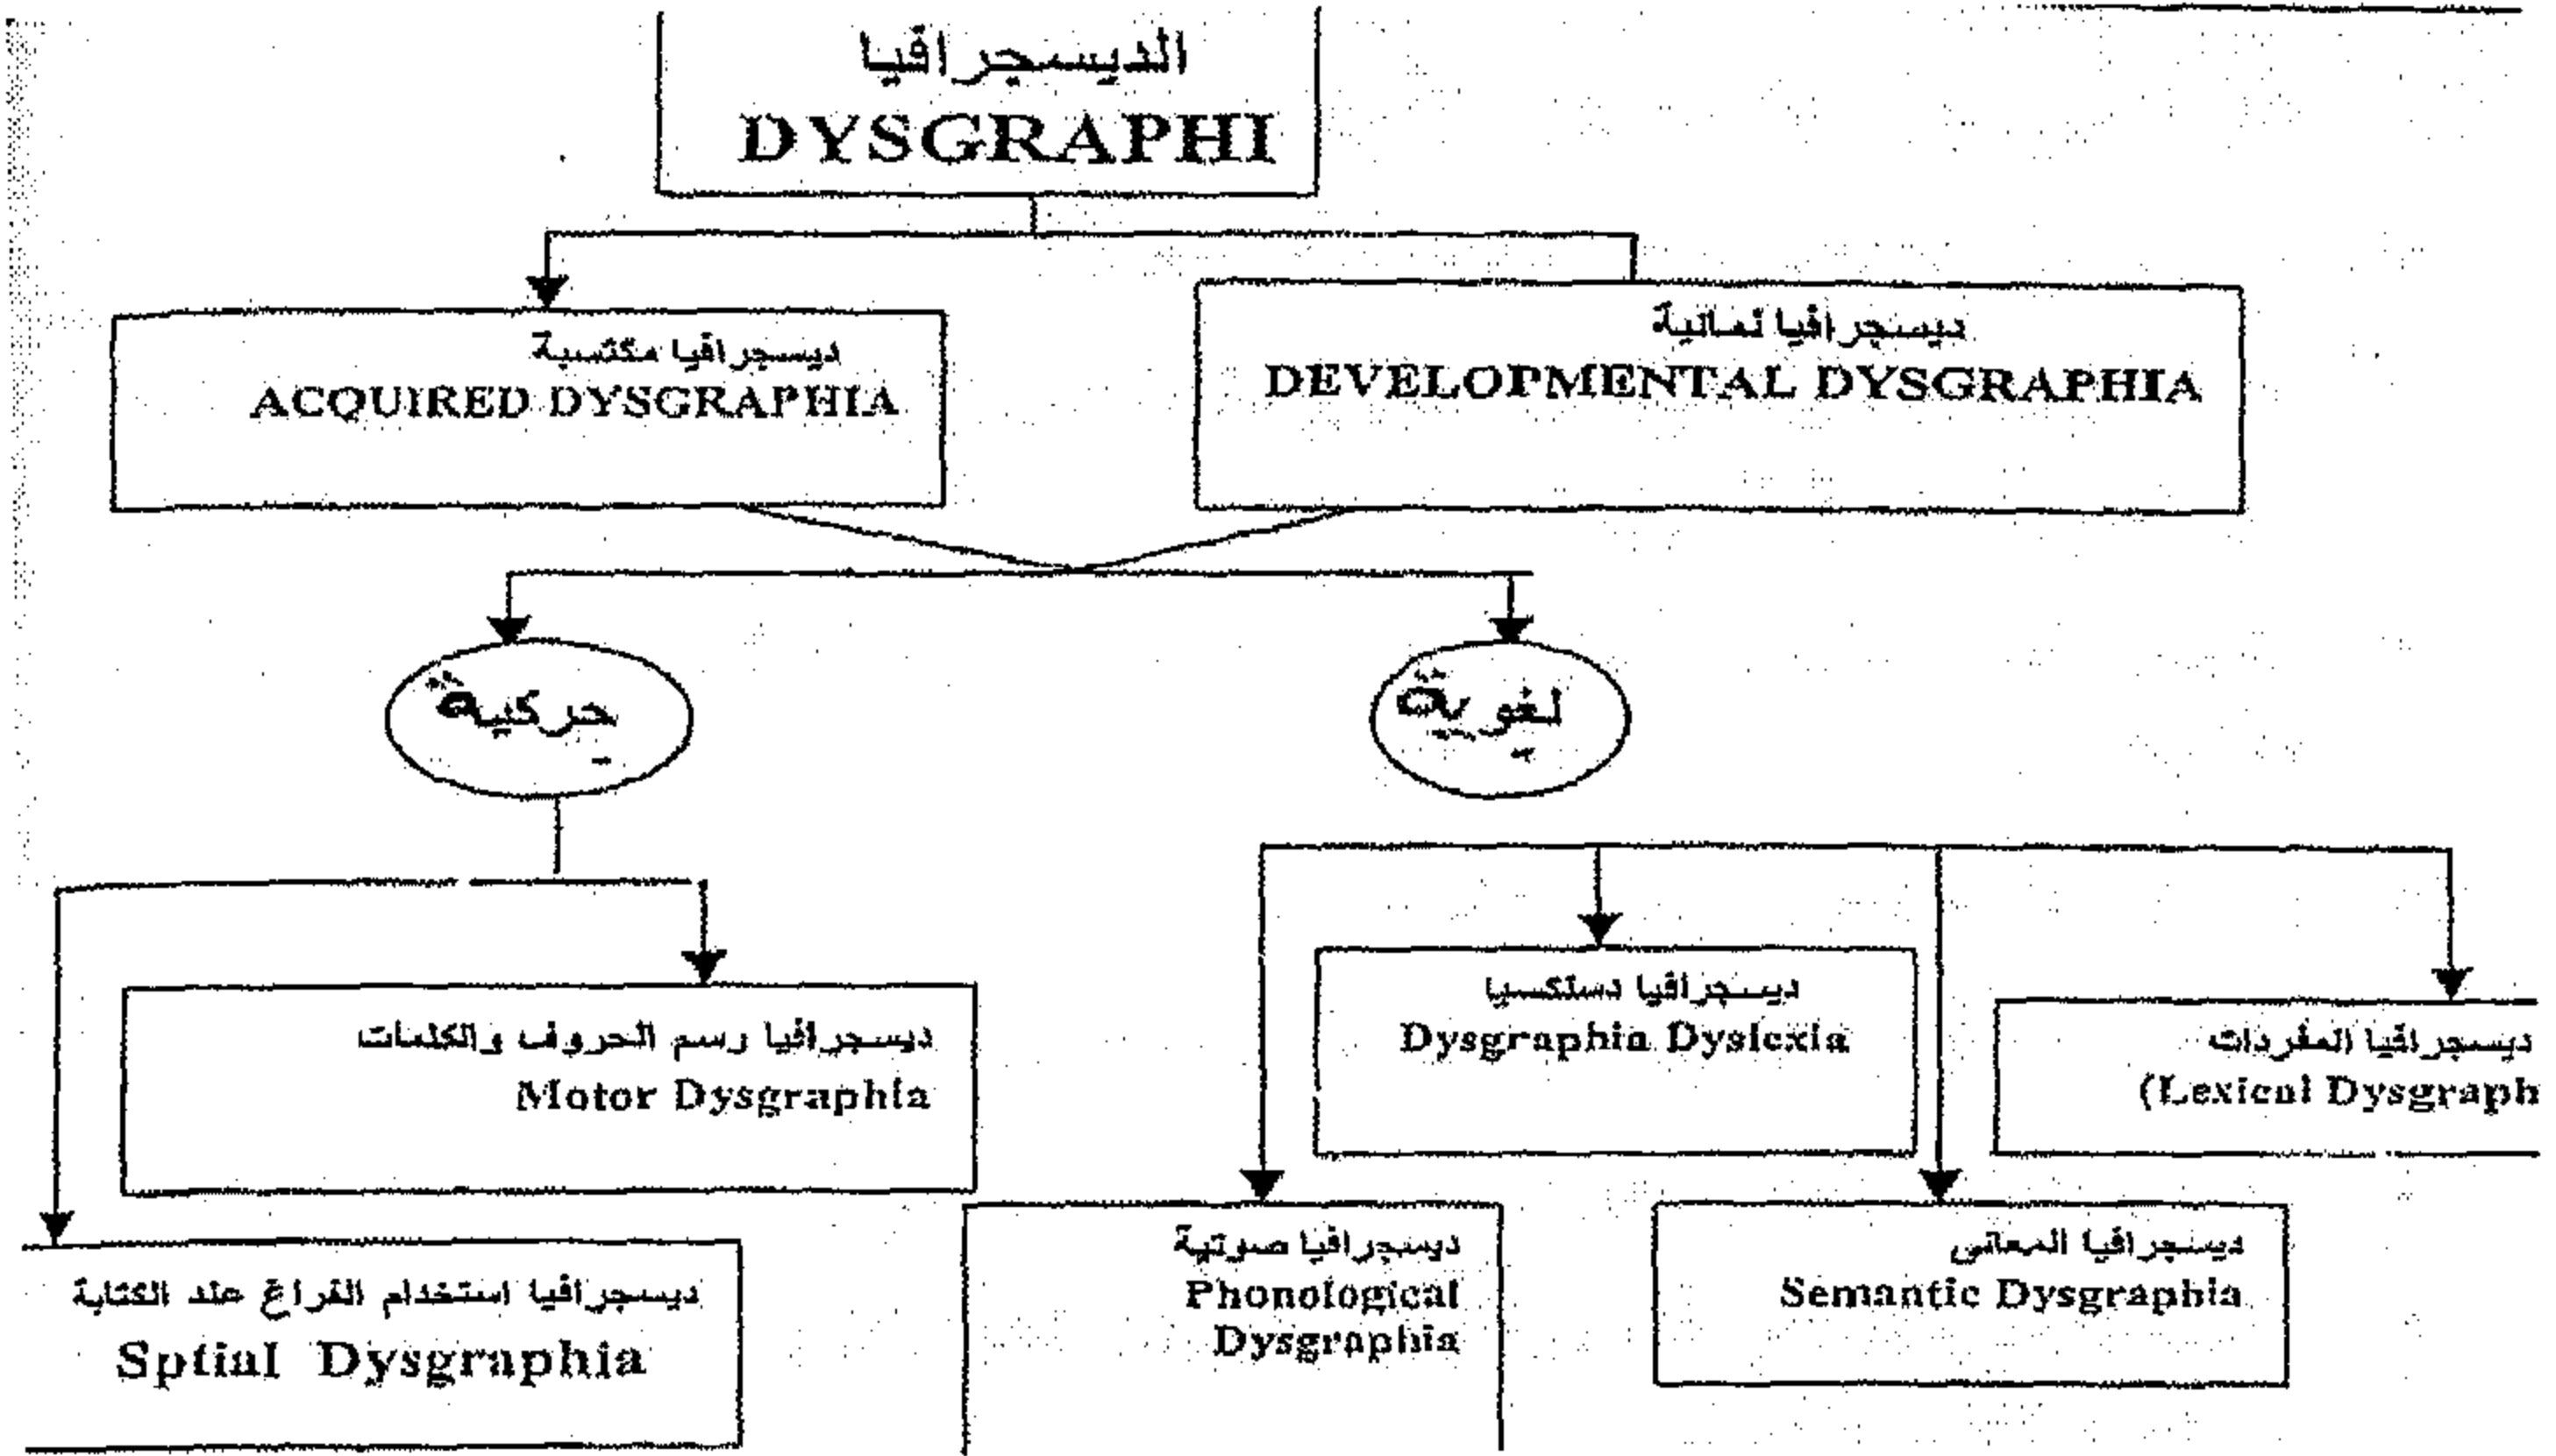 الديسجرافيا
DYSGRAPHI
ديسجرافيا نمائية
DEVELOPMENTAL DYSGRAPHIA
ديسجرافيا مكتسبة
ACQUIRED DYSGRAPHIA
لغوية
حركية
ديسجرافيا المفردات
(Lexical Dysgraph
ديسجرافيا دسلكسيا
Dysgraphia Dyslexia
ديسجرافيا رسم الحروف والكلمات
Motor Dysgraphia
ديسجرافيا المعانى
Semantic Dysgraphia
ديسجرافيا صوتية
Phonological
Dysgraphia
ديسجرافيا استخدام الفراغ عند الكتابة
Sptial Dysgraphia